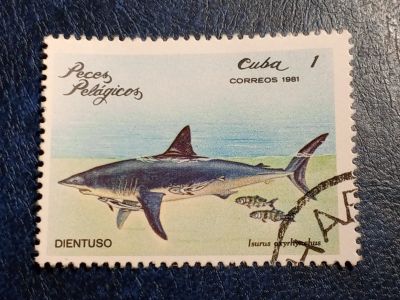 Peces
Pelágicos
Cuba 1
CORREOS 1981
DIENTUSO
Isurus oxyrhynchus